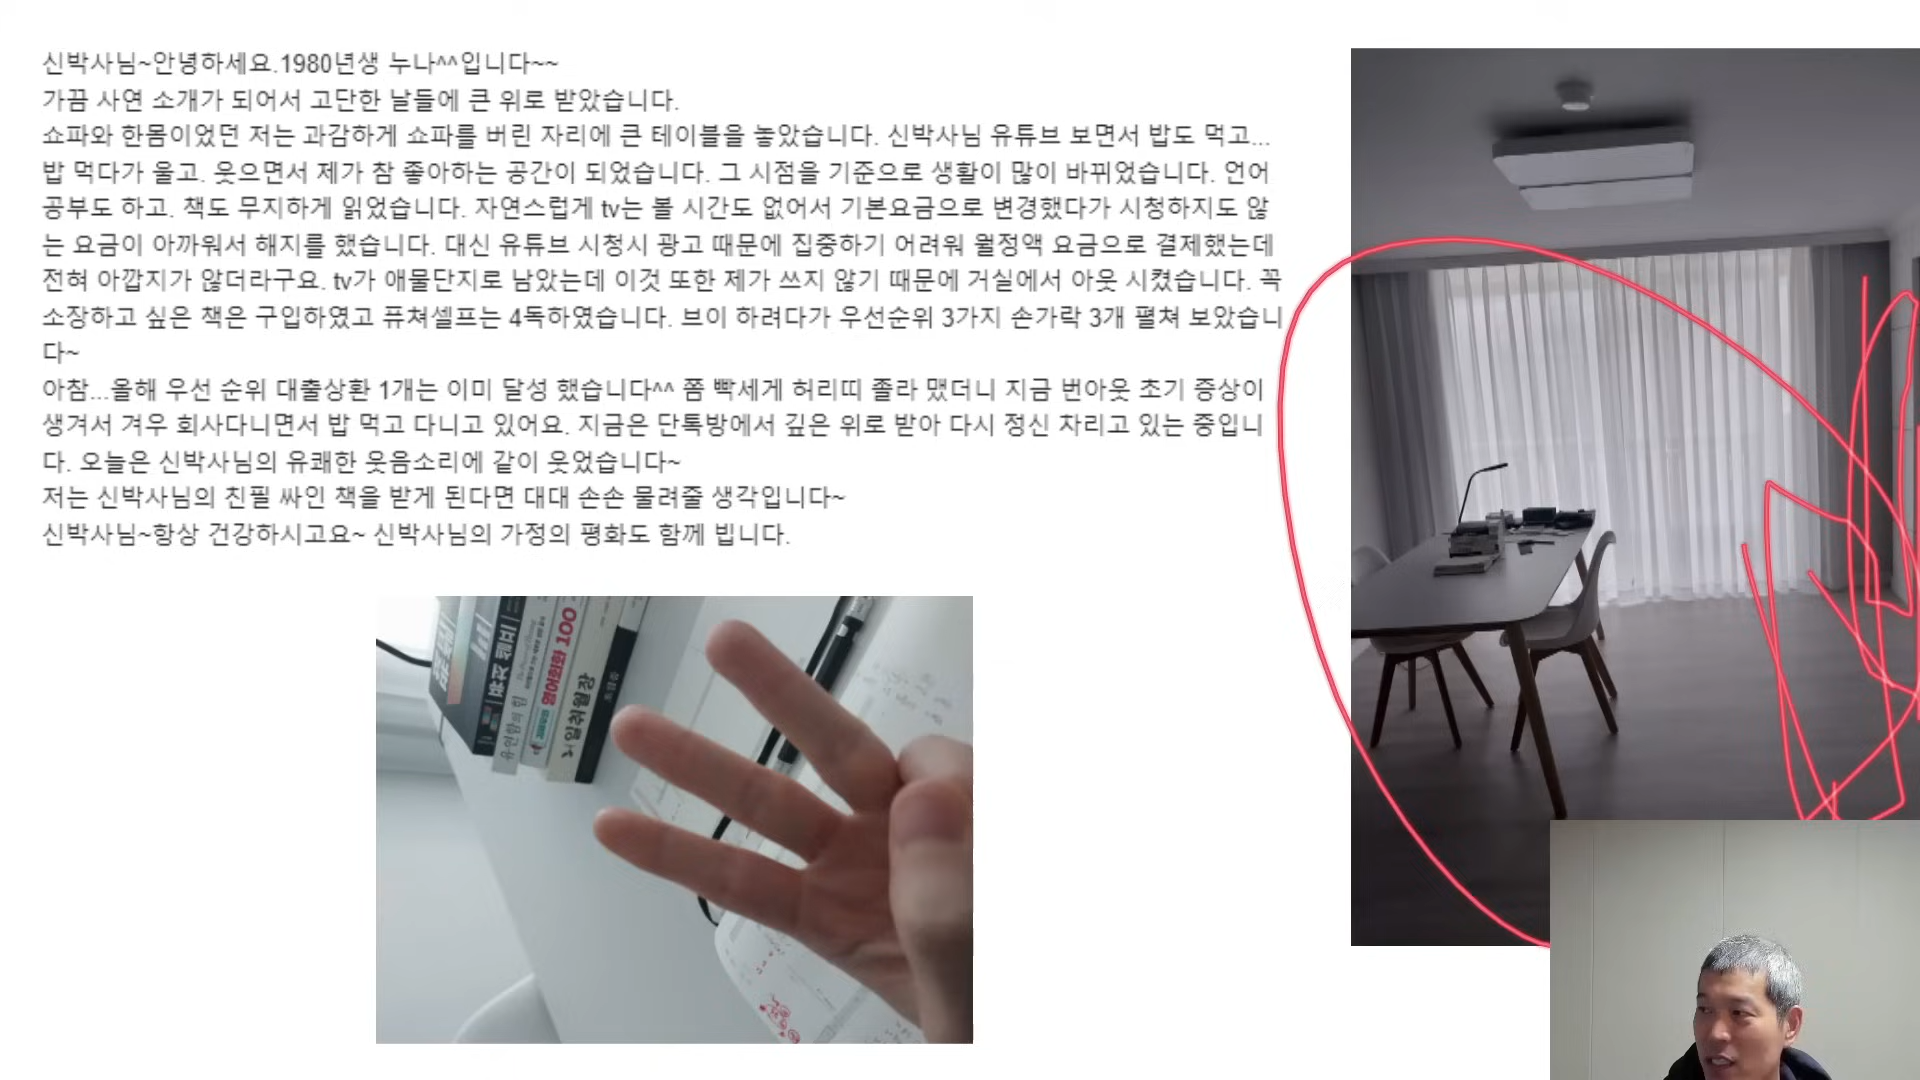 신박사님~안녕하세요.1980년생 누나^^입니다~~
가끔 사연 소개가 되어서 고단한 날들에 큰 위로 받았습니다.
쇼파와 한몸이었던 저는 과감하게 쇼파를 버린 자리에 큰 테이블을 놓았습니다. 신박사님 유튜브 보면서 밥도 먹고...
밥 먹다가 울고. 웃으면서 제가 참 좋아하는 공간이 되었습니다. 그 시점을 기준으로 생활이 많이 바뀌었습니다. 언어
공부도 하고. 책도 무지하게 읽었습니다. 자연스럽게 tv는 볼 시간도 없어서 기본요금으로 변경했다가 시청하지도 않
는 요금이 아까워서 해지를 했습니다. 대신 유튜브 시청시 광고 때문에 집중하기 어려워 월정액 요금으로 결제했는데
전혀 아깝지가 않더라구요. tv가 애물단지로 남았는데 이것 또한 제가 쓰지 않기 때문에 거실에서 아웃 시켰습니다. 꼭
소장하고 싶은 책은 구입하였고 퓨쳐셀프는 4독하였습니다. 브이 하려다가 우선순위 3가지 손가락 3개 펼쳐 보았습니
다~
아참...올해 우선 순위 대출상환 1개는 이미 달성 했습니다^^ 쫌 빡세게 허리띠 졸라 맸더니 지금 번아웃 초기 증상이
생겨서 겨우 회사다니면서 밥 먹고 다니고 있어요. 지금은 단톡방에서 깊은 위로 받아 다시 정신 차리고 있는 중입니
다. 오늘은 신박사님의 유쾌한 웃음소리에 같이 웃었습니다~
저는 신박사님의 친필 싸인 책을 받게 된다면 대대 손손 물려줄 생각입니다~
신박사님~항상 건강하시고요~ 신박사님의 가정의 평화도 함께 빕니다.
퓨처 셀프
유연함의 힘
영어회화 100
일취월장